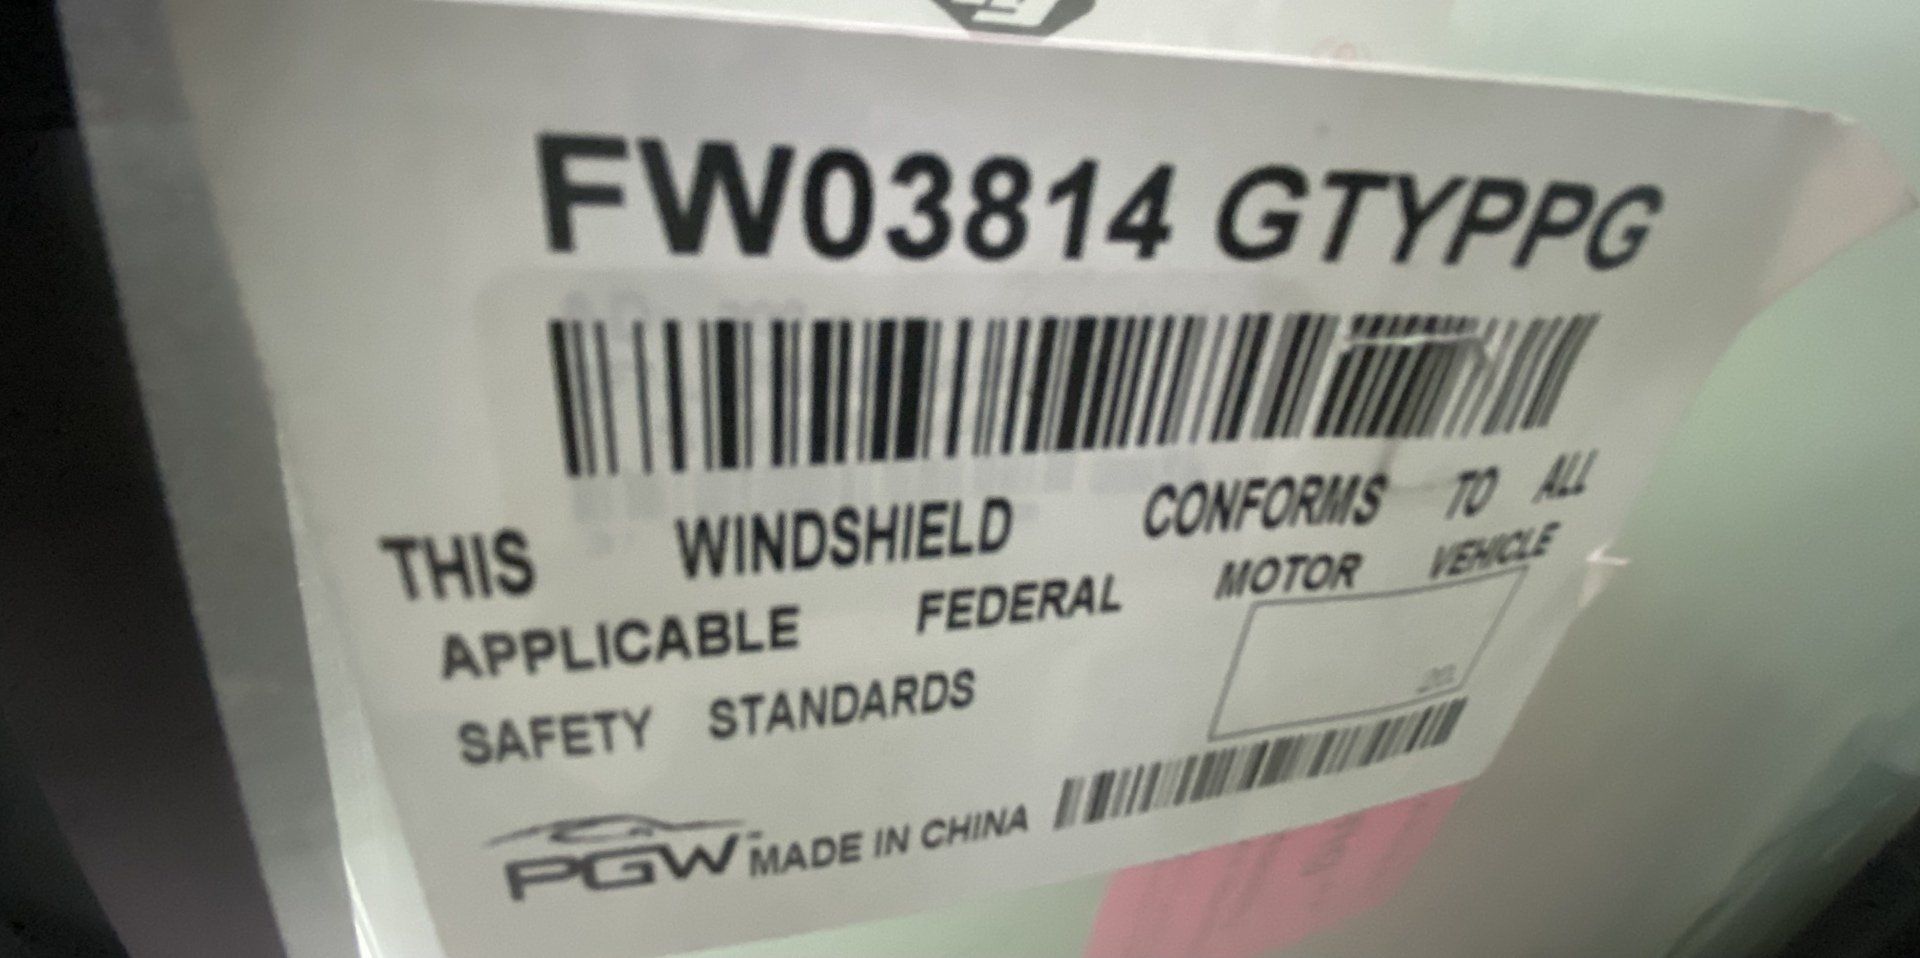 FW03814 GTYPPG
THIS WINDSHIELD CONFORMS TO ALL
APPLICABLE FEDERAL MOTOR VEHICLE
SAFETY STANDARDS
PGW MADE IN CHINA